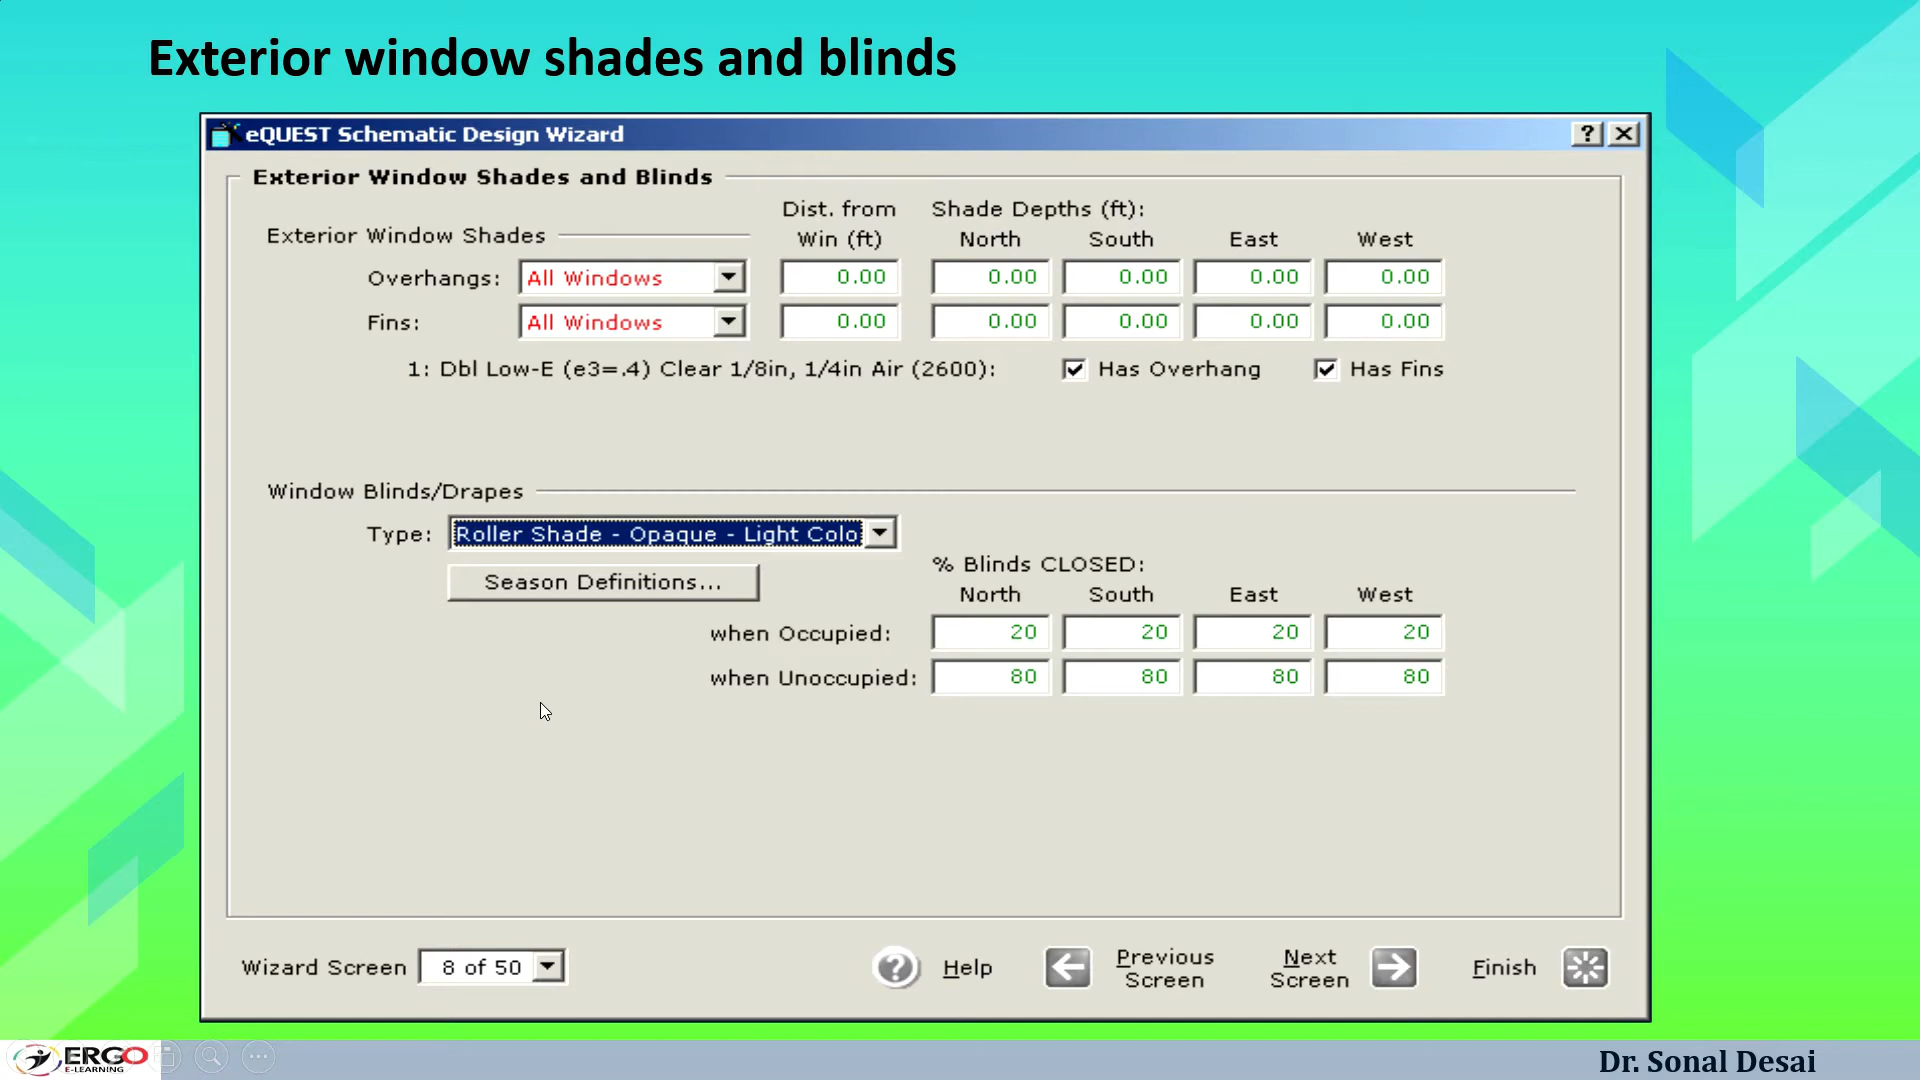 Exterior window shades and blinds
eQUEST Schematic Design Wizard
Exterior Window Shades and Blinds
Dist. from Shade Depths (ft):
Exterior Window Shades Win (ft) North South East West
Overhangs: All Windows 0.00 0.00 0.00 0.00 0.00
Fins: All Windows 0.00 0.00 0.00 0.00 0.00
1: Dbl Low-E (e3=.4) Clear 1/8in, 1/4in Air (2600): Has Overhang Has Fins
Window Blinds/Drapes
Type: Roller Shade - Opaque - Light Colo
% Blinds CLOSED:
Season Definitions...
North South East West
when Occupied: 20 20 20 20
when Unoccupied: 80 80 80 80
Wizard Screen 8 of 50 Help Previous Screen Next Screen Finish
ERGO
E-LEARNING
Dr. Sonal Desai